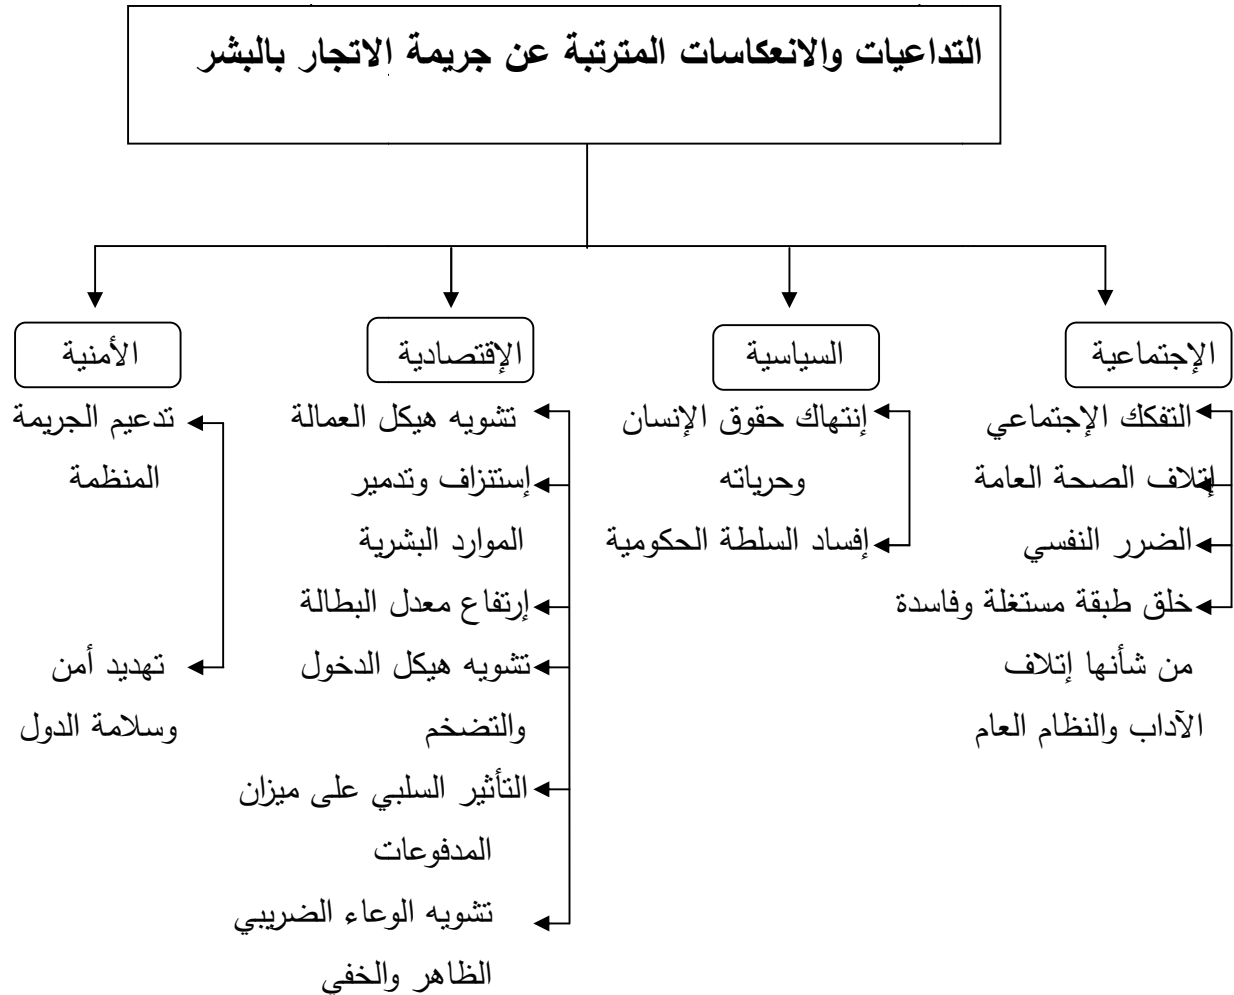 التداعيات والانعكاسات المترتبة عن جريمة الاتجار بالبشر
الإجتماعية
التفكك الإجتماعي
إتلاف الصحة العامة
الضرر النفسي
خلق طبقة مستغلة وفاسدة
من شأنها إتلاف
الآداب والنظام العام
السياسية
إنتهاك حقوق الإنسان
وحرياته
إفساد السلطة الحكومية
الإقتصادية
تشويه هيكل العمالة
إستنزاف وتدمير
الموارد البشرية
إرتفاع معدل البطالة
تشويه هيكل الدخول
والتضخم
التأثير السلبي على ميزان
المدفوعات
تشويه الوعاء الضريبي
الظاهر والخفي
الأمنية
تدعيم الجريمة
المنظمة
تهديد أمن
وسلامة الدول